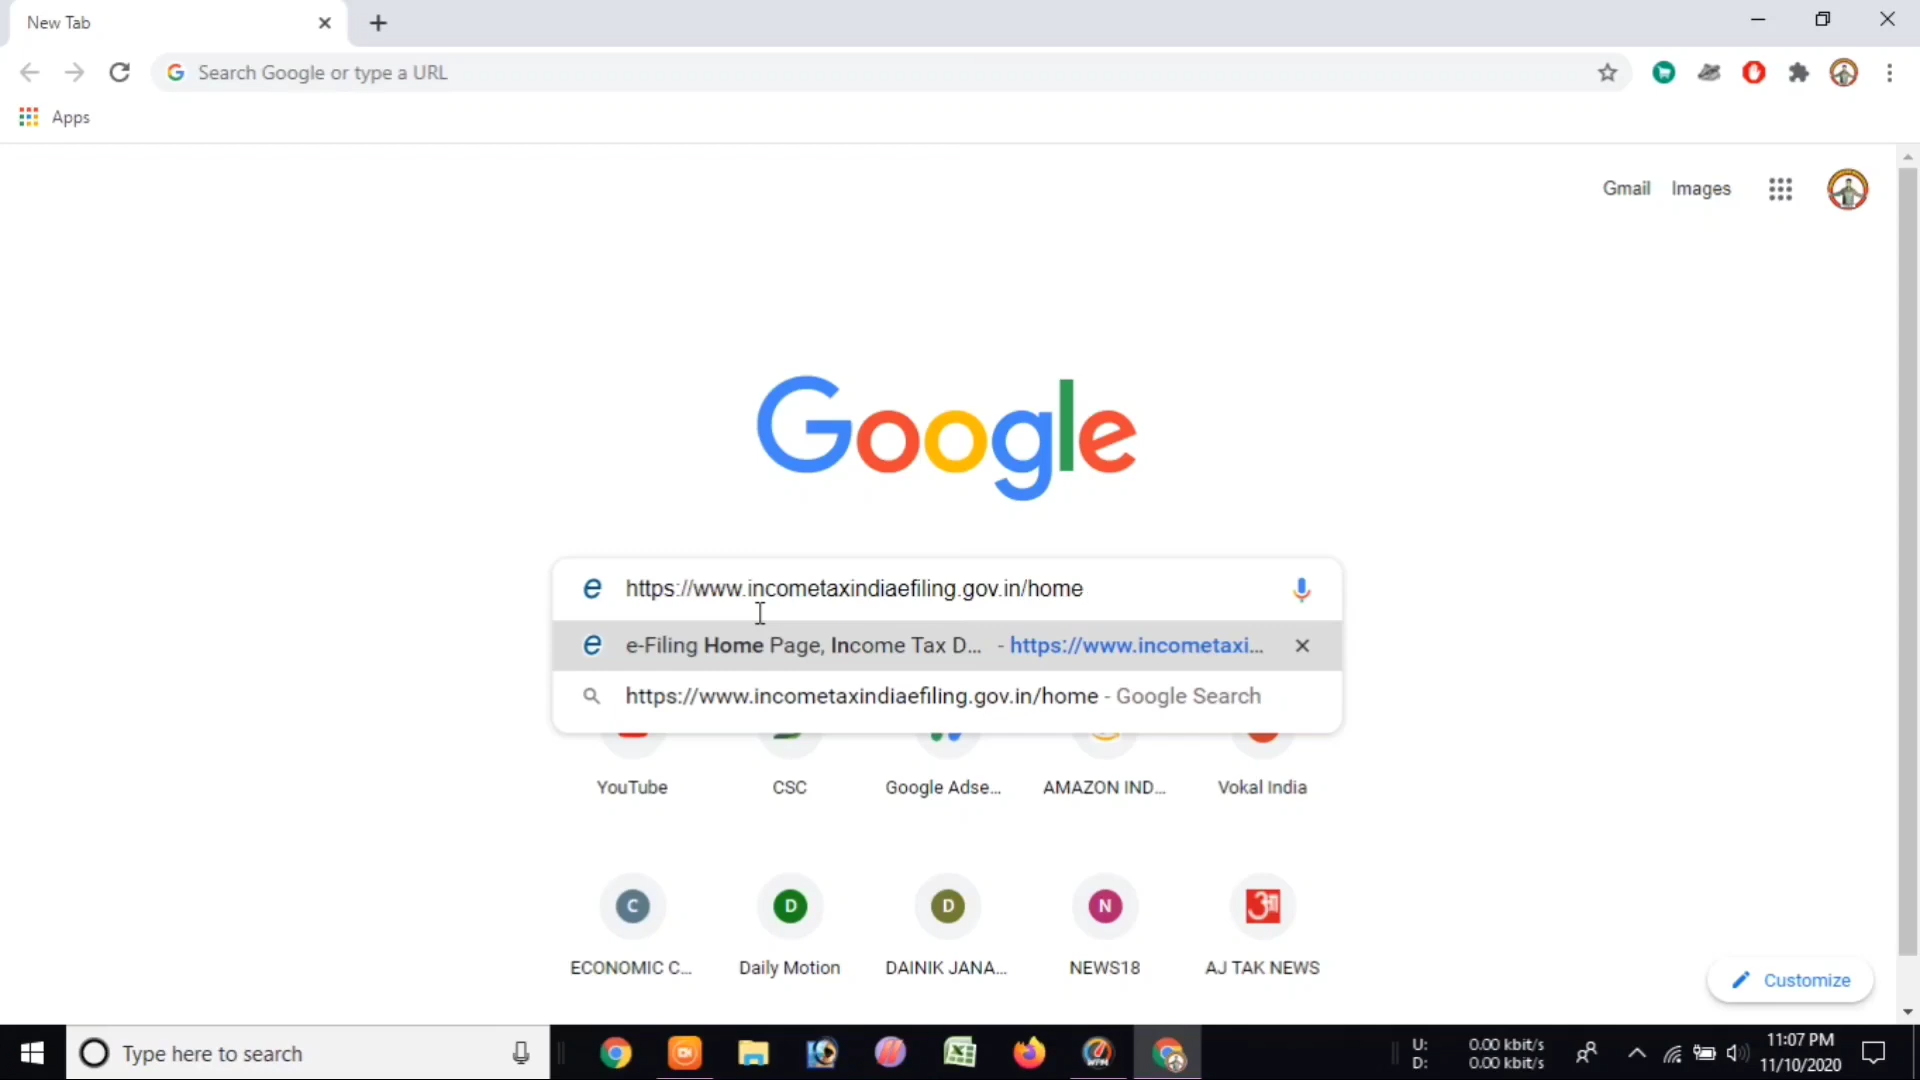 New Tab
Search Google or type a URL
Apps
Gmail Images
Google
https://www.incometaxindiaefiling.gov.in/home
e-Filing Home Page, Income Tax D... - https://www.incometaxi...
https://www.incometaxindiaefiling.gov.in/home - Google Search
YouTube CSC Google Adse... AMAZON IND... Vokal India
C D D N
ECONOMIC C... Daily Motion DAINIK JANA... NEWS18 AJ TAK NEWS
Customize
Type here to search
U: 0.00 kbit/s
D: 0.00 kbit/s
11:07 PM
11/10/2020